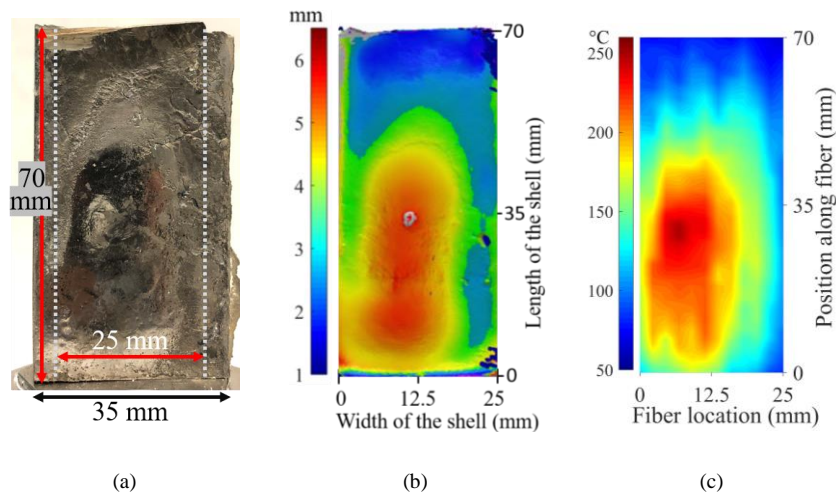 70
mm
25 mm
35 mm
(a)
mm
6
5
4
3
2
1
70
35
0
Length of the shell (mm)
0
12.5
25
Width of the shell (mm)
(b)
°C
250
200
150
100
50
70
35
0
Position along fiber (mm)
0
12.5
25
Fiber location (mm)
(c)